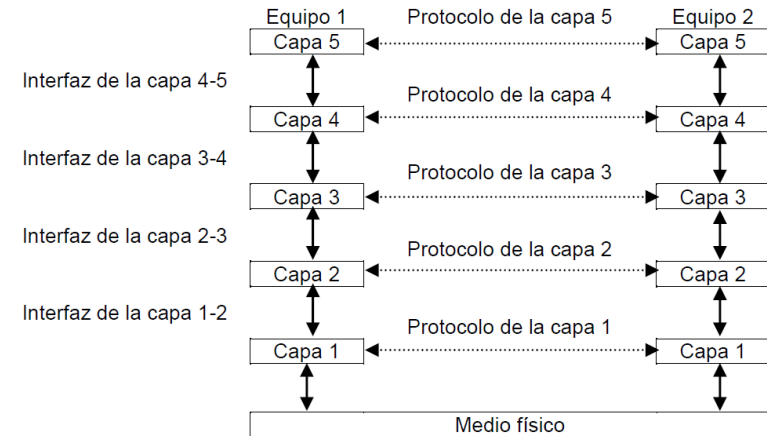 Equipo 1 Protocolo de la capa 5 Equipo 2
Capa 5 Capa 5
Interfaz de la capa 4-5
Protocolo de la capa 4
Capa 4 Capa 4
Interfaz de la capa 3-4
Protocolo de la capa 3
Capa 3 Capa 3
Interfaz de la capa 2-3
Protocolo de la capa 2
Capa 2 Capa 2
Interfaz de la capa 1-2
Protocolo de la capa 1
Capa 1 Capa 1
Medio físico